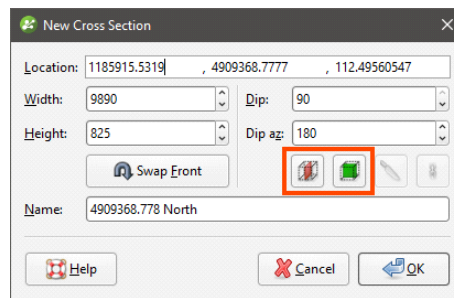 New Cross Section
Location: 1185915.5319 , 4909368.7777 , 112.49560547
Width: 9890 Dip: 90
Height: 825 Dip az: 180
Swap Front
Name: 4909368.778 North
Help Cancel OK